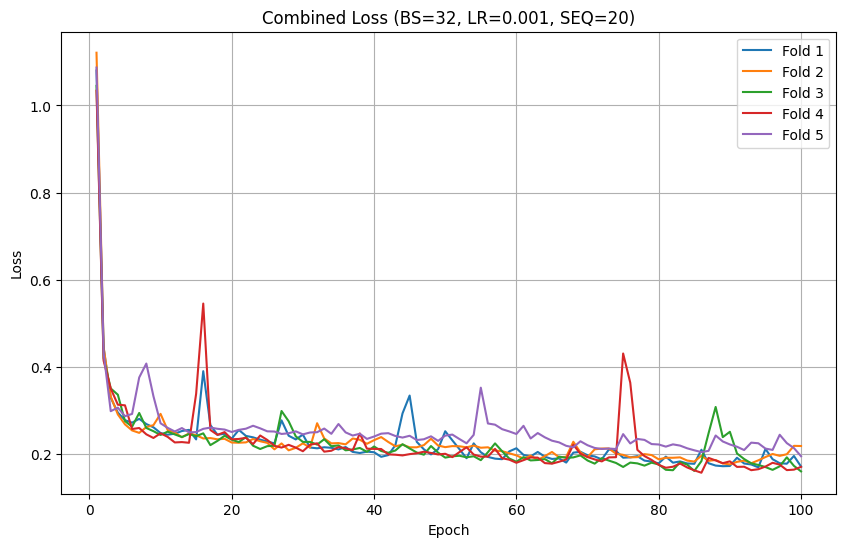 Combined Loss (BS=32, LR=0.001, SEQ=20)
Fold 1
Fold 2
Fold 3
Fold 4
Fold 5
1.0
0.8
0.6
0.4
0.2
Loss
0 20 40 60 80 100
Epoch